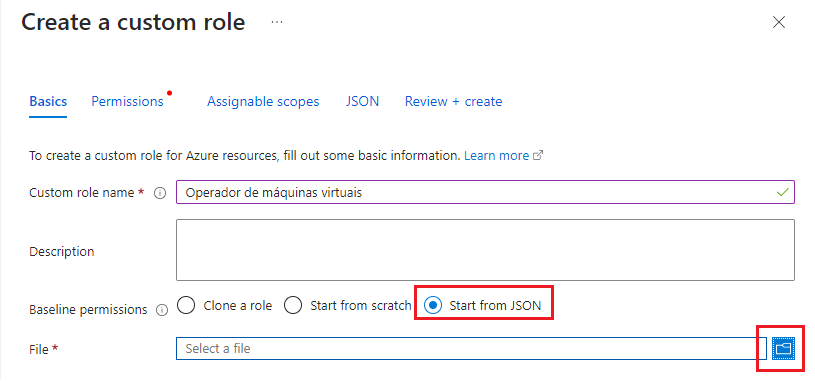 Create a custom role ...
Basics Permissions Assignable scopes JSON Review + create
To create a custom role for Azure resources, fill out some basic information. Learn more
Custom role name * Operador de máquinas virtuais
Description
Baseline permissions Clone a role Start from scratch Start from JSON
File * Select a file